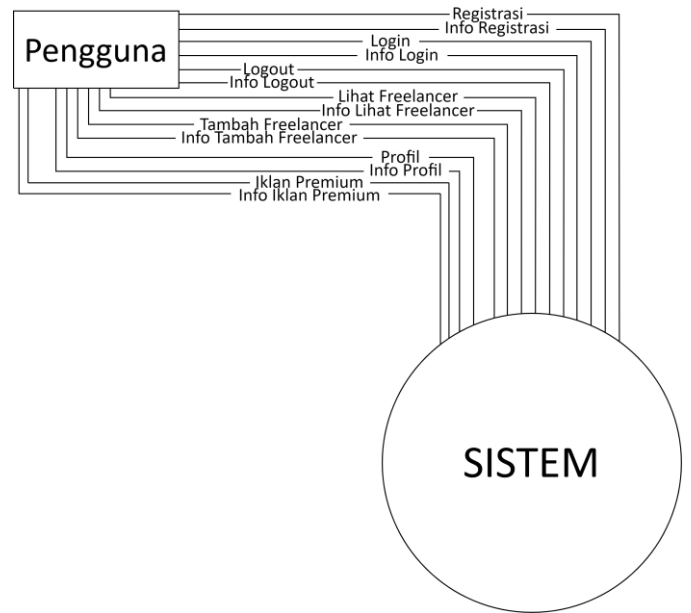 Pengguna
Registrasi
Info Registrasi
Login
Info Login
Logout
Info Logout
Lihat Freelancer
Info Lihat Freelancer
Tambah Freelancer
Info Tambah Freelancer
Profil
Info Profil
Iklan Premium
Info Iklan Premium
SISTEM